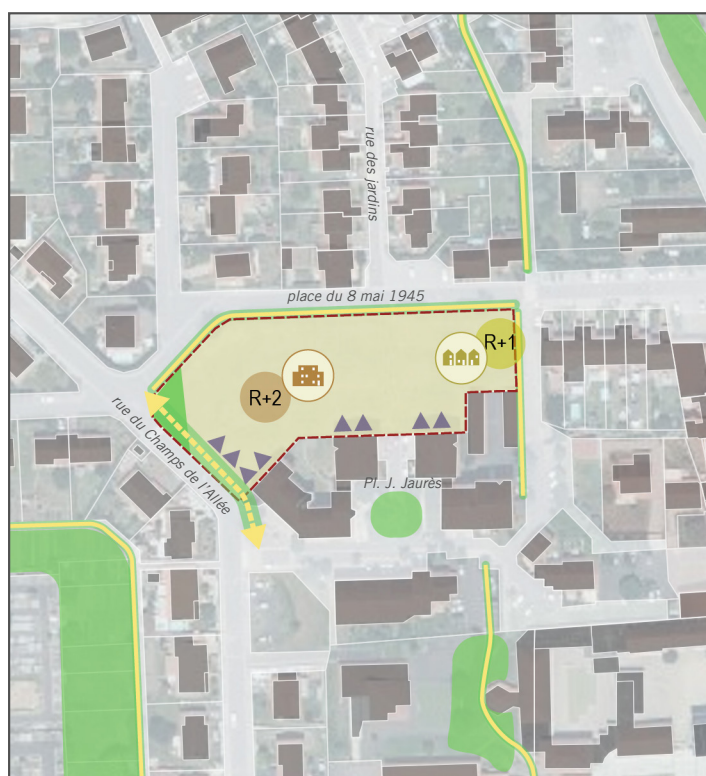 rue des jardins
place du 8 mai 1945
R+1
R+2
rue du Champs de l'Allée
Pl. J. Jaurès